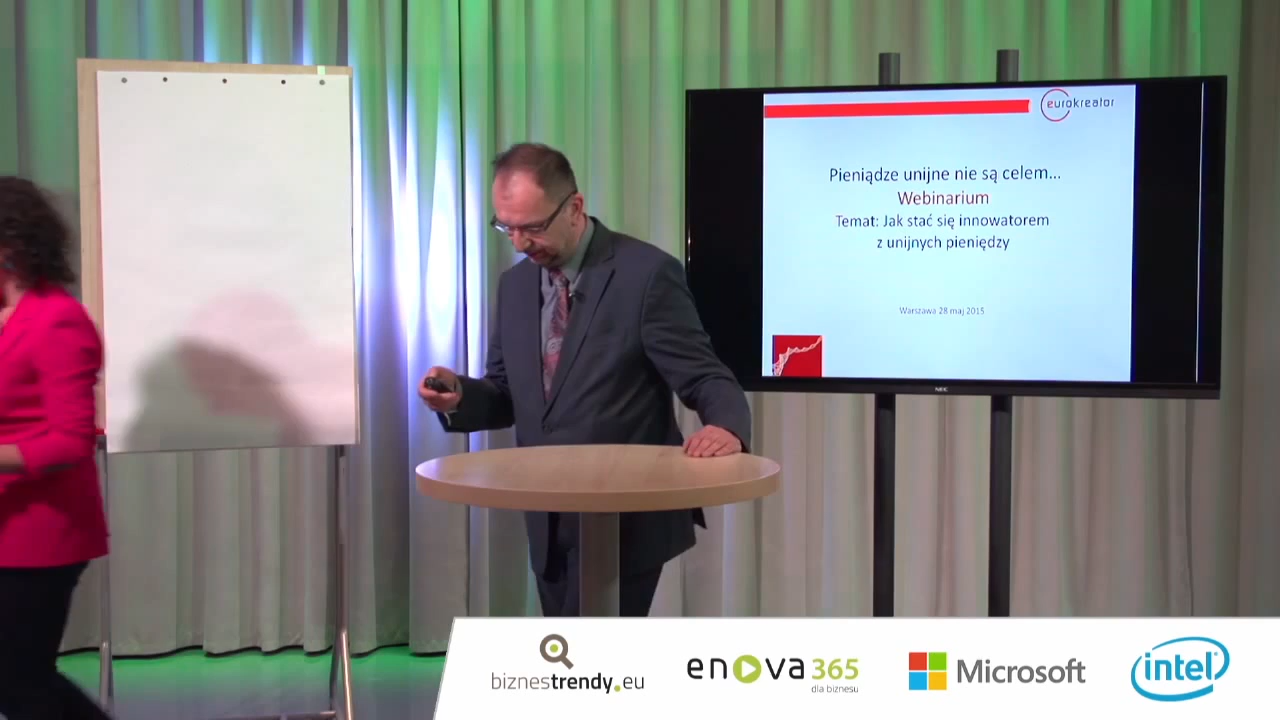 eurokreator
Pieniądze unijne nie są celem...
Webinarium
Temat: Jak stać się innowatorem
z unijnych pieniędzy
Warszawa 28 maj 2015
NEC
biznestrendy.eu
enova365
dla biznesu
Microsoft
intel